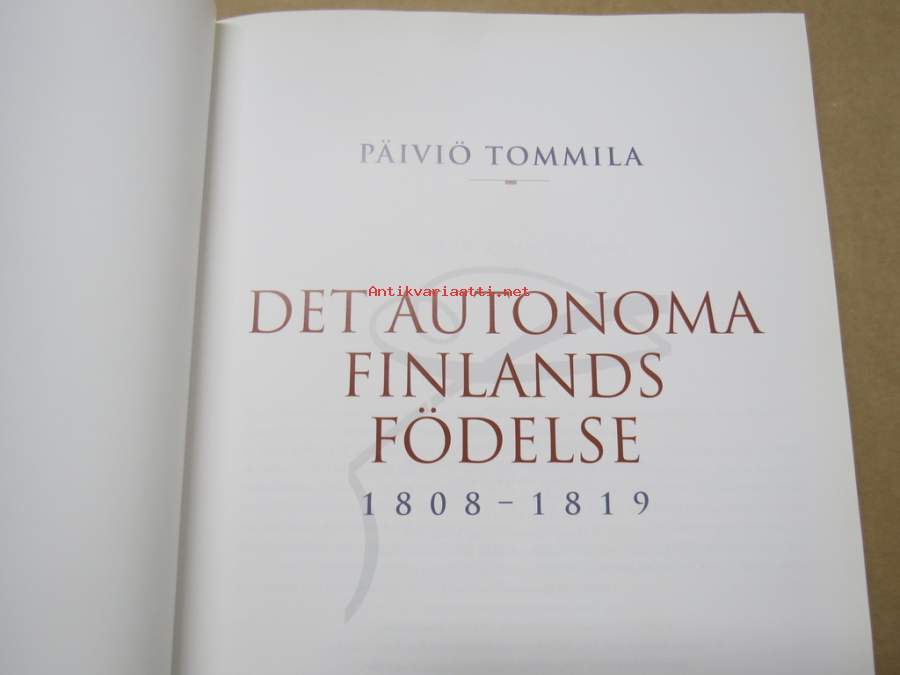 PÄIVIÖ TOMMILA
Antikvariaatti.net
DET AUTONOMA
FINLANDS
FÖDELSE
1808–1819